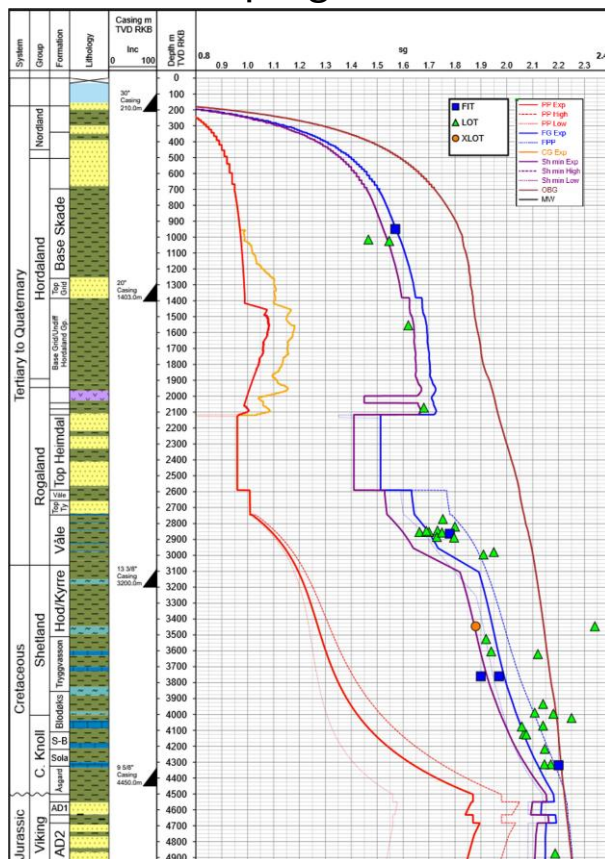 System
Group
Formation
Lithology
Casing m
TVD RKB
Inc
0 100
Depth m
TVD RKB
sg
0.8 0.9 1.0 1.1 1.2 1.3 1.4 1.5 1.6 1.7 1.8 1.9 2.0 2.1 2.2 2.3
0
100
200
300
400
500
600
700
800
900
1000
1100
1200
1300
1400
1500
1600
1700
1800
1900
2000
2100
2200
2300
2400
2500
2600
2700
2800
2900
3000
3100
3200
3300
3400
3500
3600
3700
3800
3900
4000
4100
4200
4300
4400
4500
4600
4700
4800
4900
Tertiary to Quaternary
Cretaceous
Jurassic
Nordland
Hordaland
Rogaland
Shetland
C. Knoll
Viking
Base Skade
Top
Grid
Base Grid/Undiff
Hordaland Gp.
Top Heimdal
Våle
Top
Ty
Våle
Hod/Kyrre
Tryggvasson
Blodøks
S-B
Sola
Åsgard
AD1
AD2
30"
Casing
210.0m
20"
Casing
1403.0m
13 3/8"
Casing
3200.0m
9 5/8"
Casing
4450.0m
FIT
LOT
XLOT
PP Exp
PP High
PP Low
FG Exp
FIPP
CG Exp
Sh min Exp
Sh min High
Sh min Low
OBG
MW